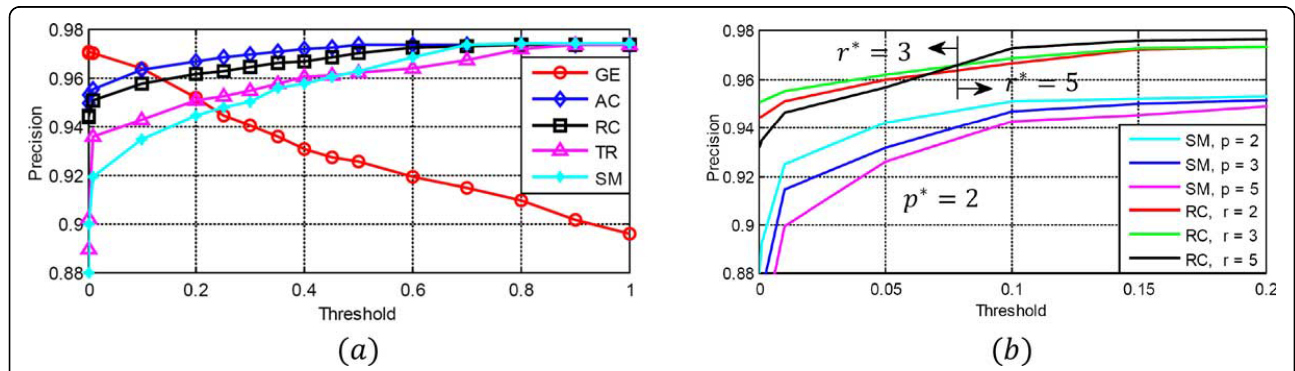 0.98
0.96
0.94
0.92
0.9
0.88
Precision
0 0.2 0.4 0.6 0.8 1
Threshold
GE
AC
RC
TR
SM
(a)
0.98
0.96
0.94
0.92
0.9
0.88
Precision
0 0.05 0.1 0.15 0.2
Threshold
r* = 3
r* = 5
p* = 2
SM, p = 2
SM, p = 3
SM, p = 5
RC, r = 2
RC, r = 3
RC, r = 5
(b)